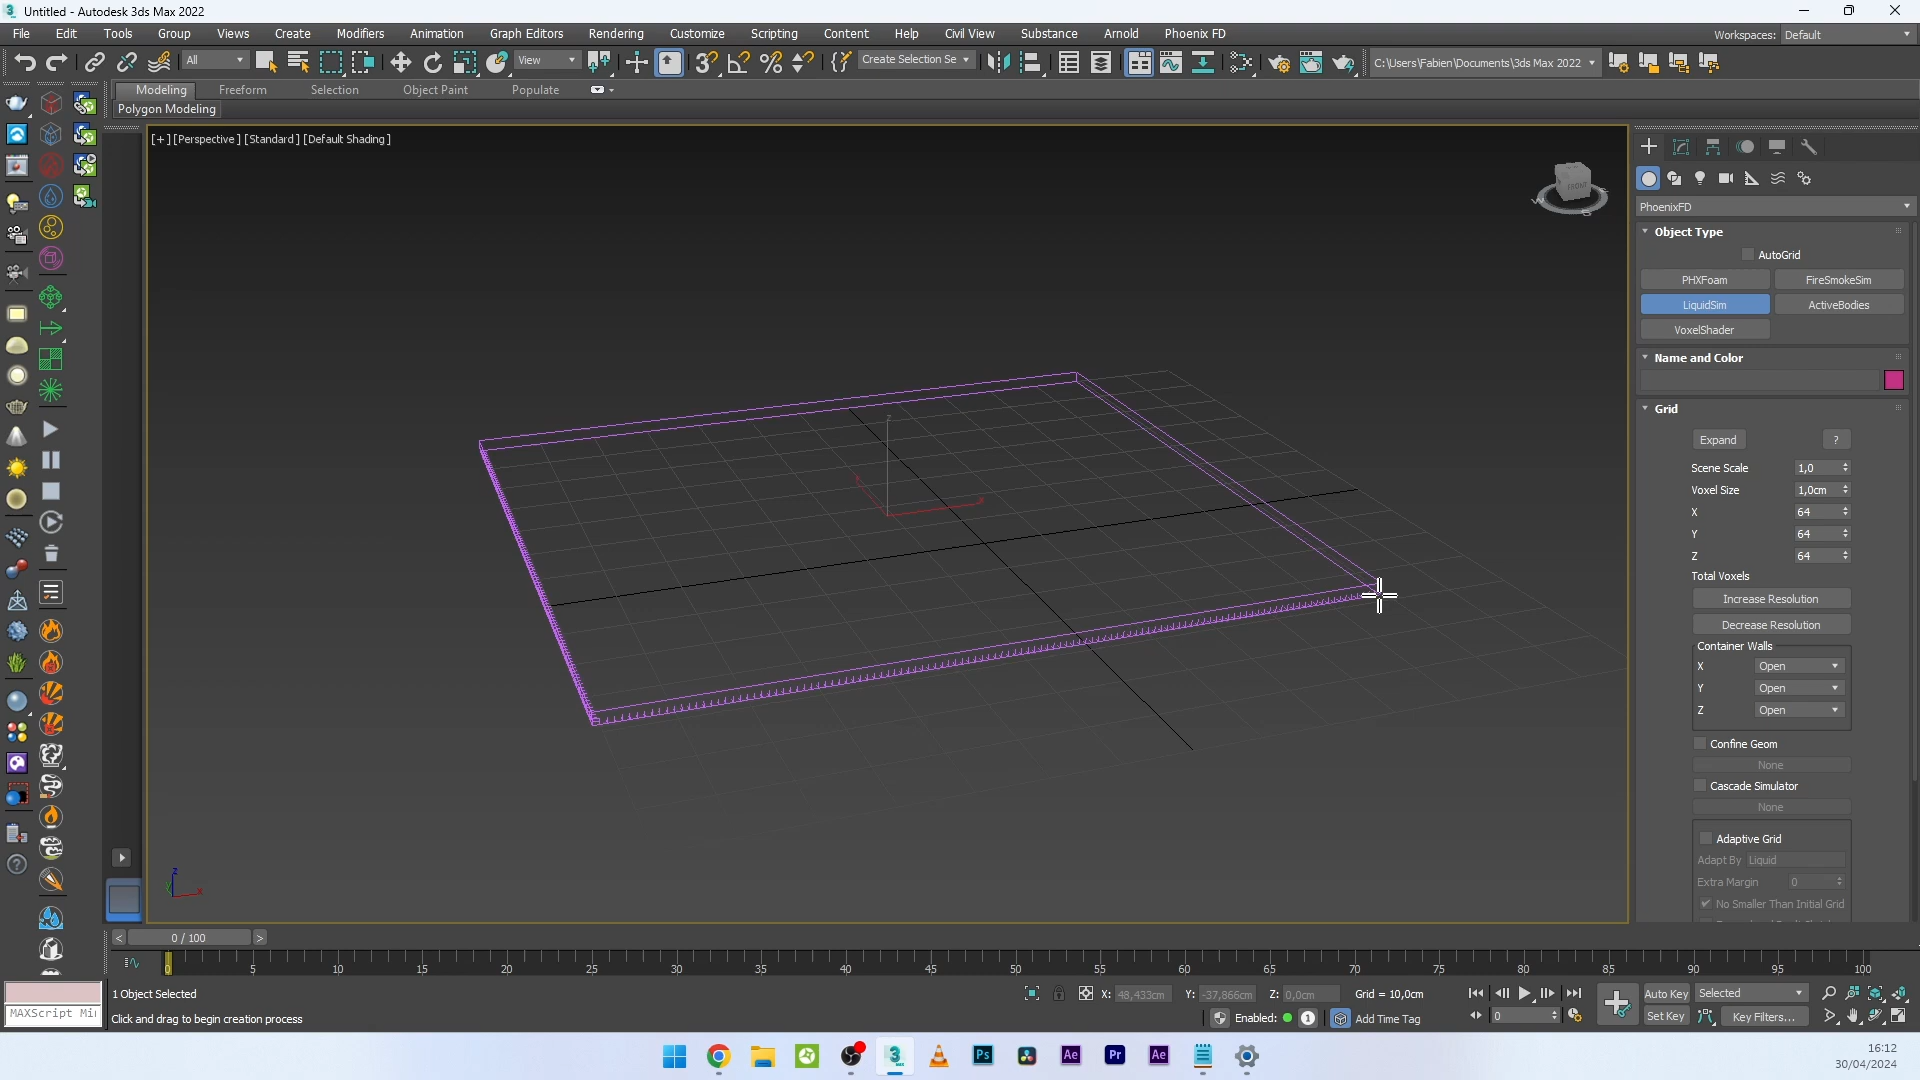 Untitled - Autodesk 3ds Max 2022
File Edit Tools Group Views Create Modifiers Animation Graph Editors Rendering Customize Scripting Content Help Civil View Substance Arnold Phoenix FD Workspaces: Default
All View Create Selection Se C:\Users\Fabien\Documents\3ds Max 2022
Modeling Freeform Selection Object Paint Populate
Polygon Modeling
[+] [Perspective] [Standard] [Default Shading]
FRONT
PhoenixFD
Object Type
AutoGrid
PHXFoam FireSmokeSim
LiquidSim ActiveBodies
VoxelShader
Name and Color
Grid
Expand ?
Scene Scale 1,0
Voxel Size 1,0cm
X 64
Y 64
Z 64
Total Voxels
Increase Resolution
Decrease Resolution
Container Walls
X Open
Y Open
Z Open
Confine Geom
None
Cascade Simulator
None
Adaptive Grid
Adapt By Liquid
Extra Margin 0
No Smaller Than Initial Grid
z
x
< 0 / 100 >
0 5 10 15 20 25 30 35 40 45 50 55 60 65 70 75 80 85 90 95 100
1 Object Selected X: 48,433cm Y: -37,866cm Z: 0,0cm Grid = 10,0cm Auto Key Selected
MAXScript Mi Click and drag to begin creation process Enabled: 1 Add Time Tag 0 Set Key Key Filters...
Ps Ae Pr Ae
16:12
30/04/2024